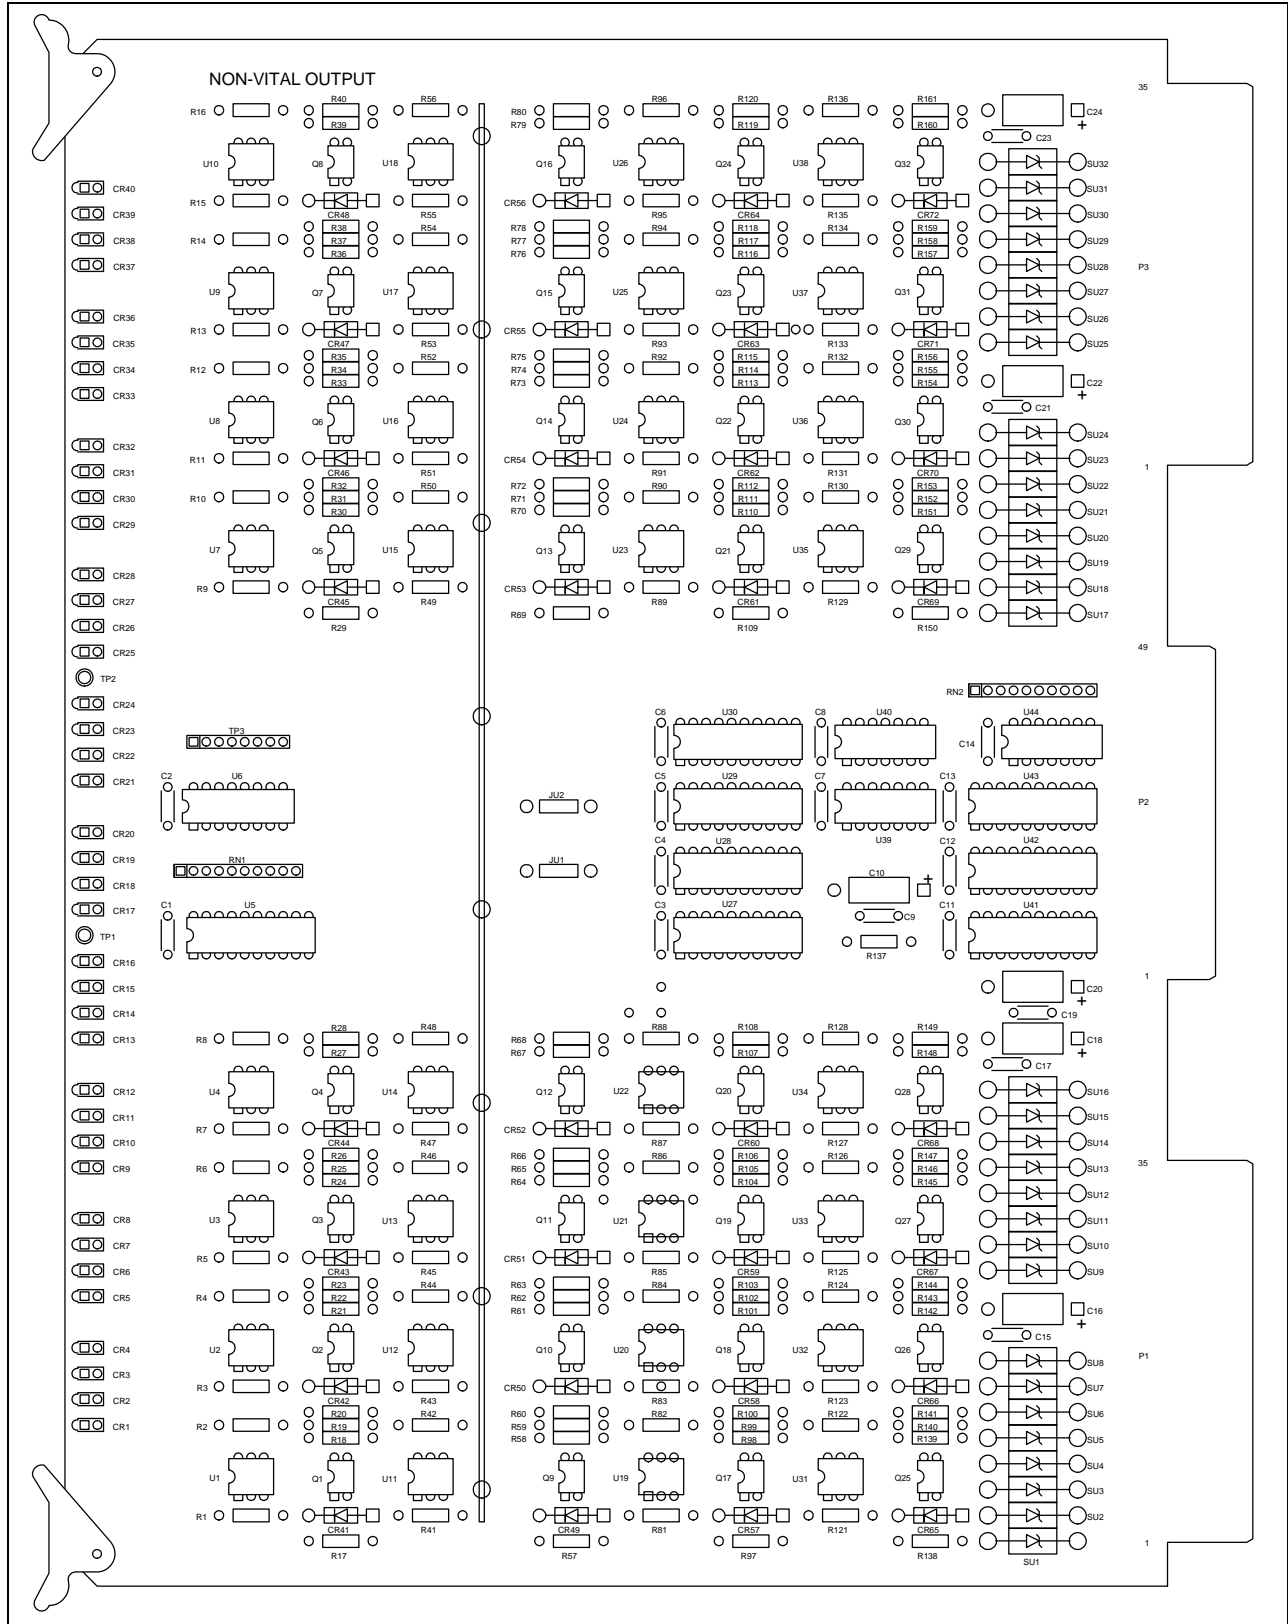 NON-VITAL OUTPUT
35
R16 R40 R56 R80 R96 R120 R136 R161 C24
+
R39 R79 R119 R160 C23
U10 Q8 U18 Q16 U26 Q24 U38 Q32 SU32
CR40 SU31
R15 R55 CR56 R95 R135
CR39 CR48 CR64 CR72 SU30
R38 R78 R118 R159
CR38 R14 R37 R54 R77 R94 R117 R134 R158 SU29
R36 R76 R116 R157
CR37 SU28 P3
U9 Q7 U17 Q15 U25 Q23 U37 Q31 SU27
CR36 SU26
R13 R53 CR55 R93 R133
CR35 CR47 CR63 CR71 SU25
R35 R75 R115 R156
CR34 R12 R34 R52 R74 R92 R114 R132 R155
R33 R73 R113 R154 C22
+
CR33 C21
U8 Q6 U16 Q14 U24 Q22 U36 Q30 SU24
CR32
R11 R51 CR54 R91 R131 SU23
1
CR31 CR46 CR62 CR70
R32 R72 R112 R153 SU22
CR30 R10 R31 R50 R71 R90 R111 R130 R152
R30 R70 R110 R151 SU21
CR29 SU20
U7 Q5 U15 Q13 U23 Q21 U35 Q29 SU19
CR28
R9 R49 CR53 R89 R129 SU18
CR27 CR45 CR61 CR69
R69 SU17
CR26 R29 R109 R150
49
CR25
TP2
RN2
CR24
C6 U30 C8 U40 U44
CR23 TP3
C14
CR22
C2 U6 C5 U29 C7 C13 U43
CR21
JU2 P2
CR20 C4 U28 U39 C12 U42
CR19 RN1 JU1
+
CR18 C10
CR17 C1 U5 C3 U27 C9 C11 U41
TP1
R137
CR16
1
CR15 C20
+
CR14 C19
CR13 R8 R28 R48 R68 R88 R108 R128 R149 C18
+
R27 R67 R107 R148
C17
CR12 U4 Q4 U14 Q12 U22 Q20 U34 Q28 SU16
CR11 SU15
R7 R47 CR52 R87 R127
CR10 CR44 CR60 CR68 SU14
R26 R66 R106 R147
CR9 R6 R25 R46 R65 R86 R105 R126 R146 SU13 35
R24 R64 R104 R145
SU12
CR8 U3 Q3 U13 Q11 U21 Q19 U33 Q27 SU11
CR7 SU10
R5 R45 CR51 R85 R125
CR6 CR43 CR59 CR67 SU9
R23 R63 R103 R144
CR5 R4 R22 R44 R62 R84 R102 R124 R143
R21 R61 R101 R142 C16
+
C15
CR4 U2 Q2 U12 Q10 U20 Q18 U32 Q26 P1
SU8
CR3
R3 R43 CR50 R83 R123 SU7
CR2 CR42 CR58 CR66
R20 R60 R100 R141 SU6
CR1 R2 R19 R42 R59 R82 R99 R122 R140
R18 R58 R98 R139 SU5
SU4
U1 Q1 U11 Q9 U19 Q17 U31 Q25 SU3
R1 R41 R81 R121 SU2
CR41 CR49 CR57 CR65
1
R17 R57 R97 R138
SU1